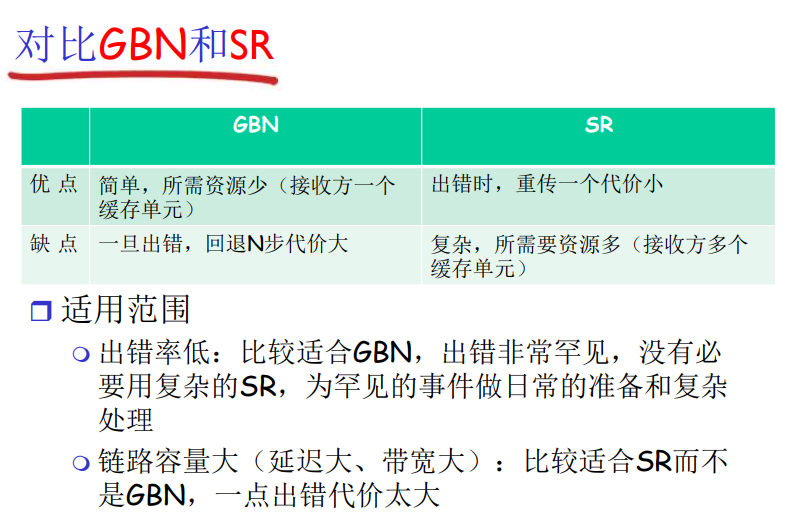 对比GBN和SR
GBN
SR
优 点
简单，所需资源少（接收方一个
缓存单元）
出错时，重传一个代价小
缺 点
一旦出错，回退N步代价大
复杂，所需要资源多（接收方多个
缓存单元）
适用范围
出错率低：比较适合GBN，出错非常罕见，没有必
要用复杂的SR，为罕见的事件做日常的准备和复杂
处理
链路容量大（延迟大、带宽大）：比较适合SR而不
是GBN，一点出错代价太大